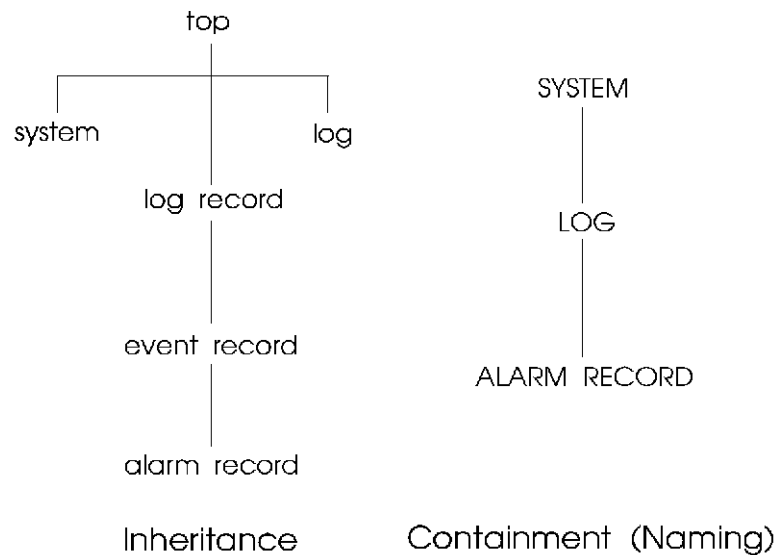 top
system
log
log record
event record
alarm record
Inheritance
SYSTEM
LOG
ALARM RECORD
Containment (Naming)